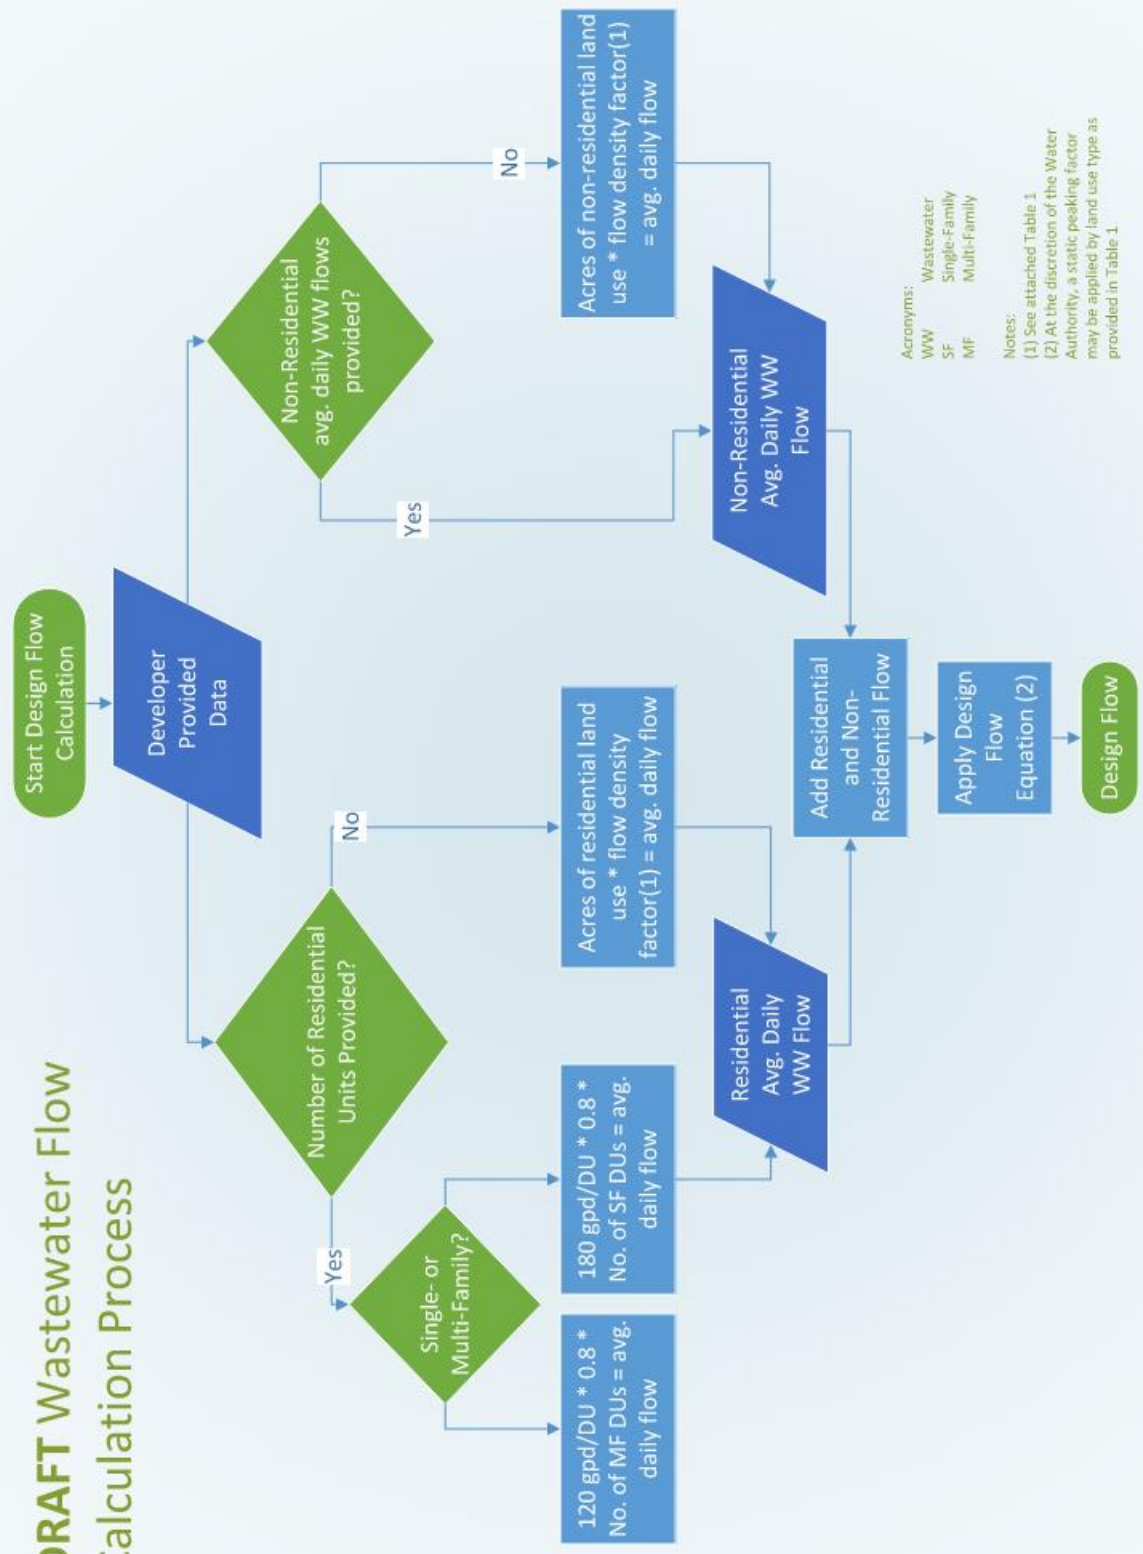 DRAFT Wastewater Flow
Calculation Process
Start Design Flow
Calculation
Developer
Provided
Data
Number of Residential
Units Provided?
Yes
No
Single- or
Multi-Family?
120 gpd/DU * 0.8 *
No. of MF DUs = avg.
daily flow
180 gpd/DU * 0.8 *
No. of SF DUs = avg.
daily flow
Acres of residential land
use * flow density
factor(1) = avg. daily flow
Residential
Avg. Daily
WW Flow
Non-Residential
avg. daily WW flows
provided?
Yes
No
Acres of non-residential land
use * flow density factor(1)
= avg. daily flow
Non-Residential
Avg. Daily WW
Flow
Add Residential
and Non-
Residential Flow
Apply Design
Flow
Equation (2)
Design Flow
Acronyms:
WW Wastewater
SF Single-Family
MF Multi-Family
Notes:
(1) See attached Table 1
(2) At the discretion of the Water
Authority, a static peaking factor
may be applied by land use type as
provided in Table 1.